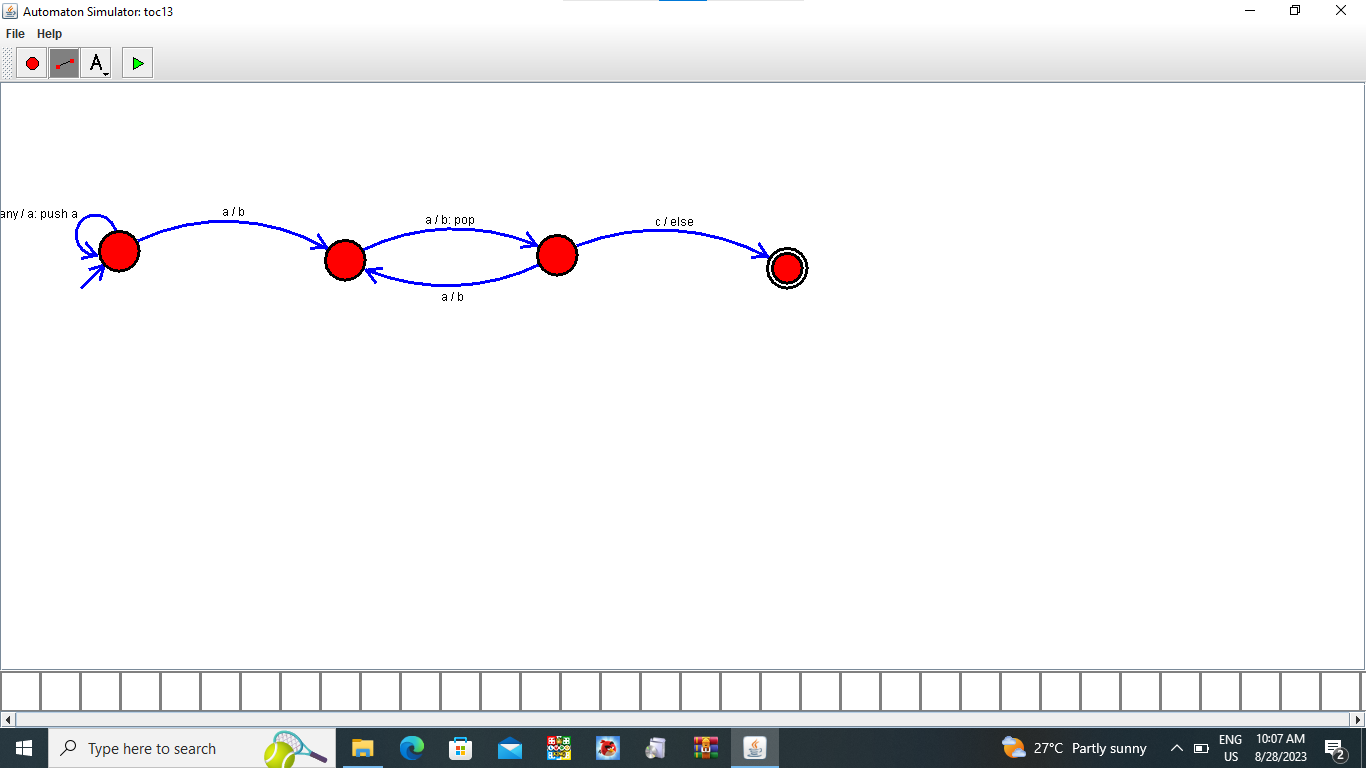 Automaton Simulator: toc13
File Help
A
any / a: push a
a / b
a / b: pop
c / else
a / b
Type here to search
27°C Partly sunny
ENG
US
10:07 AM
8/28/2023
2